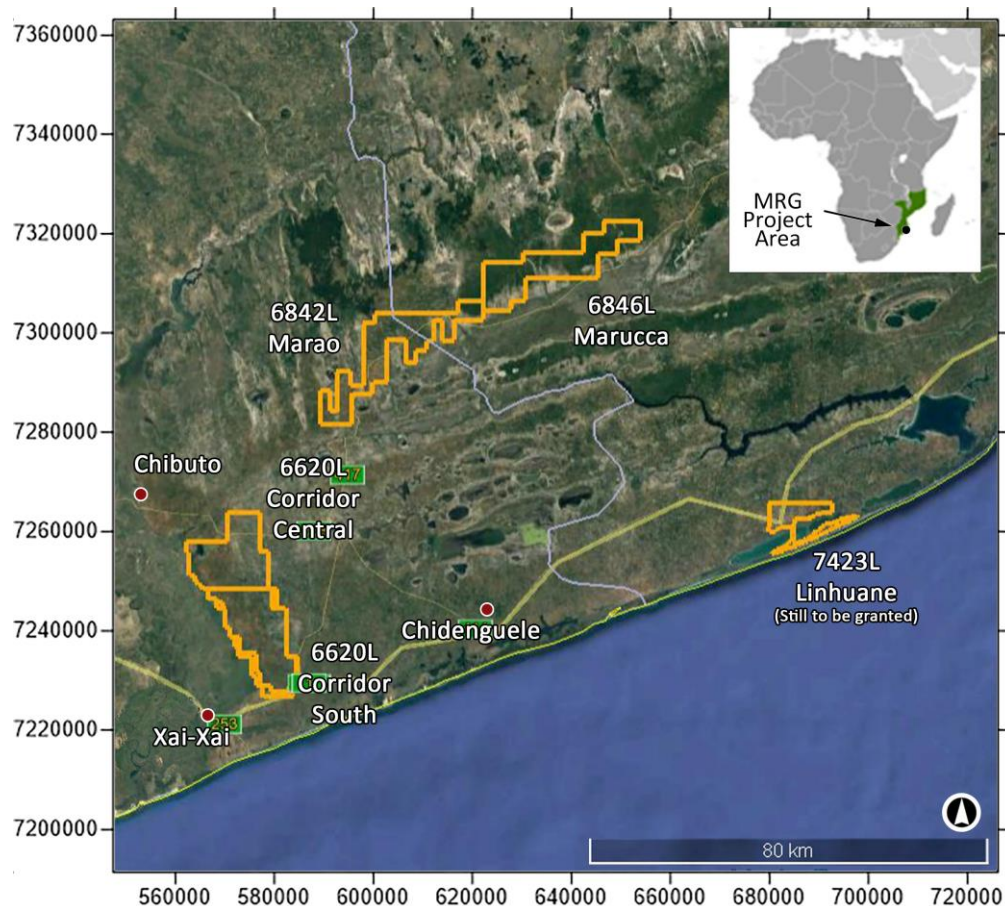 7360000
7340000
7320000
7300000
7280000
7260000
7240000
7220000
7200000
MRG
Project
Area
6842L
Marao
6846L
Marucca
Chibuto
6620L
Corridor
Central
7423L
Linhuane
(Still to be granted)
Chidenguele
6620L
Corridor
South
Xai-Xai
253
80 km
560000 580000 600000 620000 640000 660000 680000 700000 720000